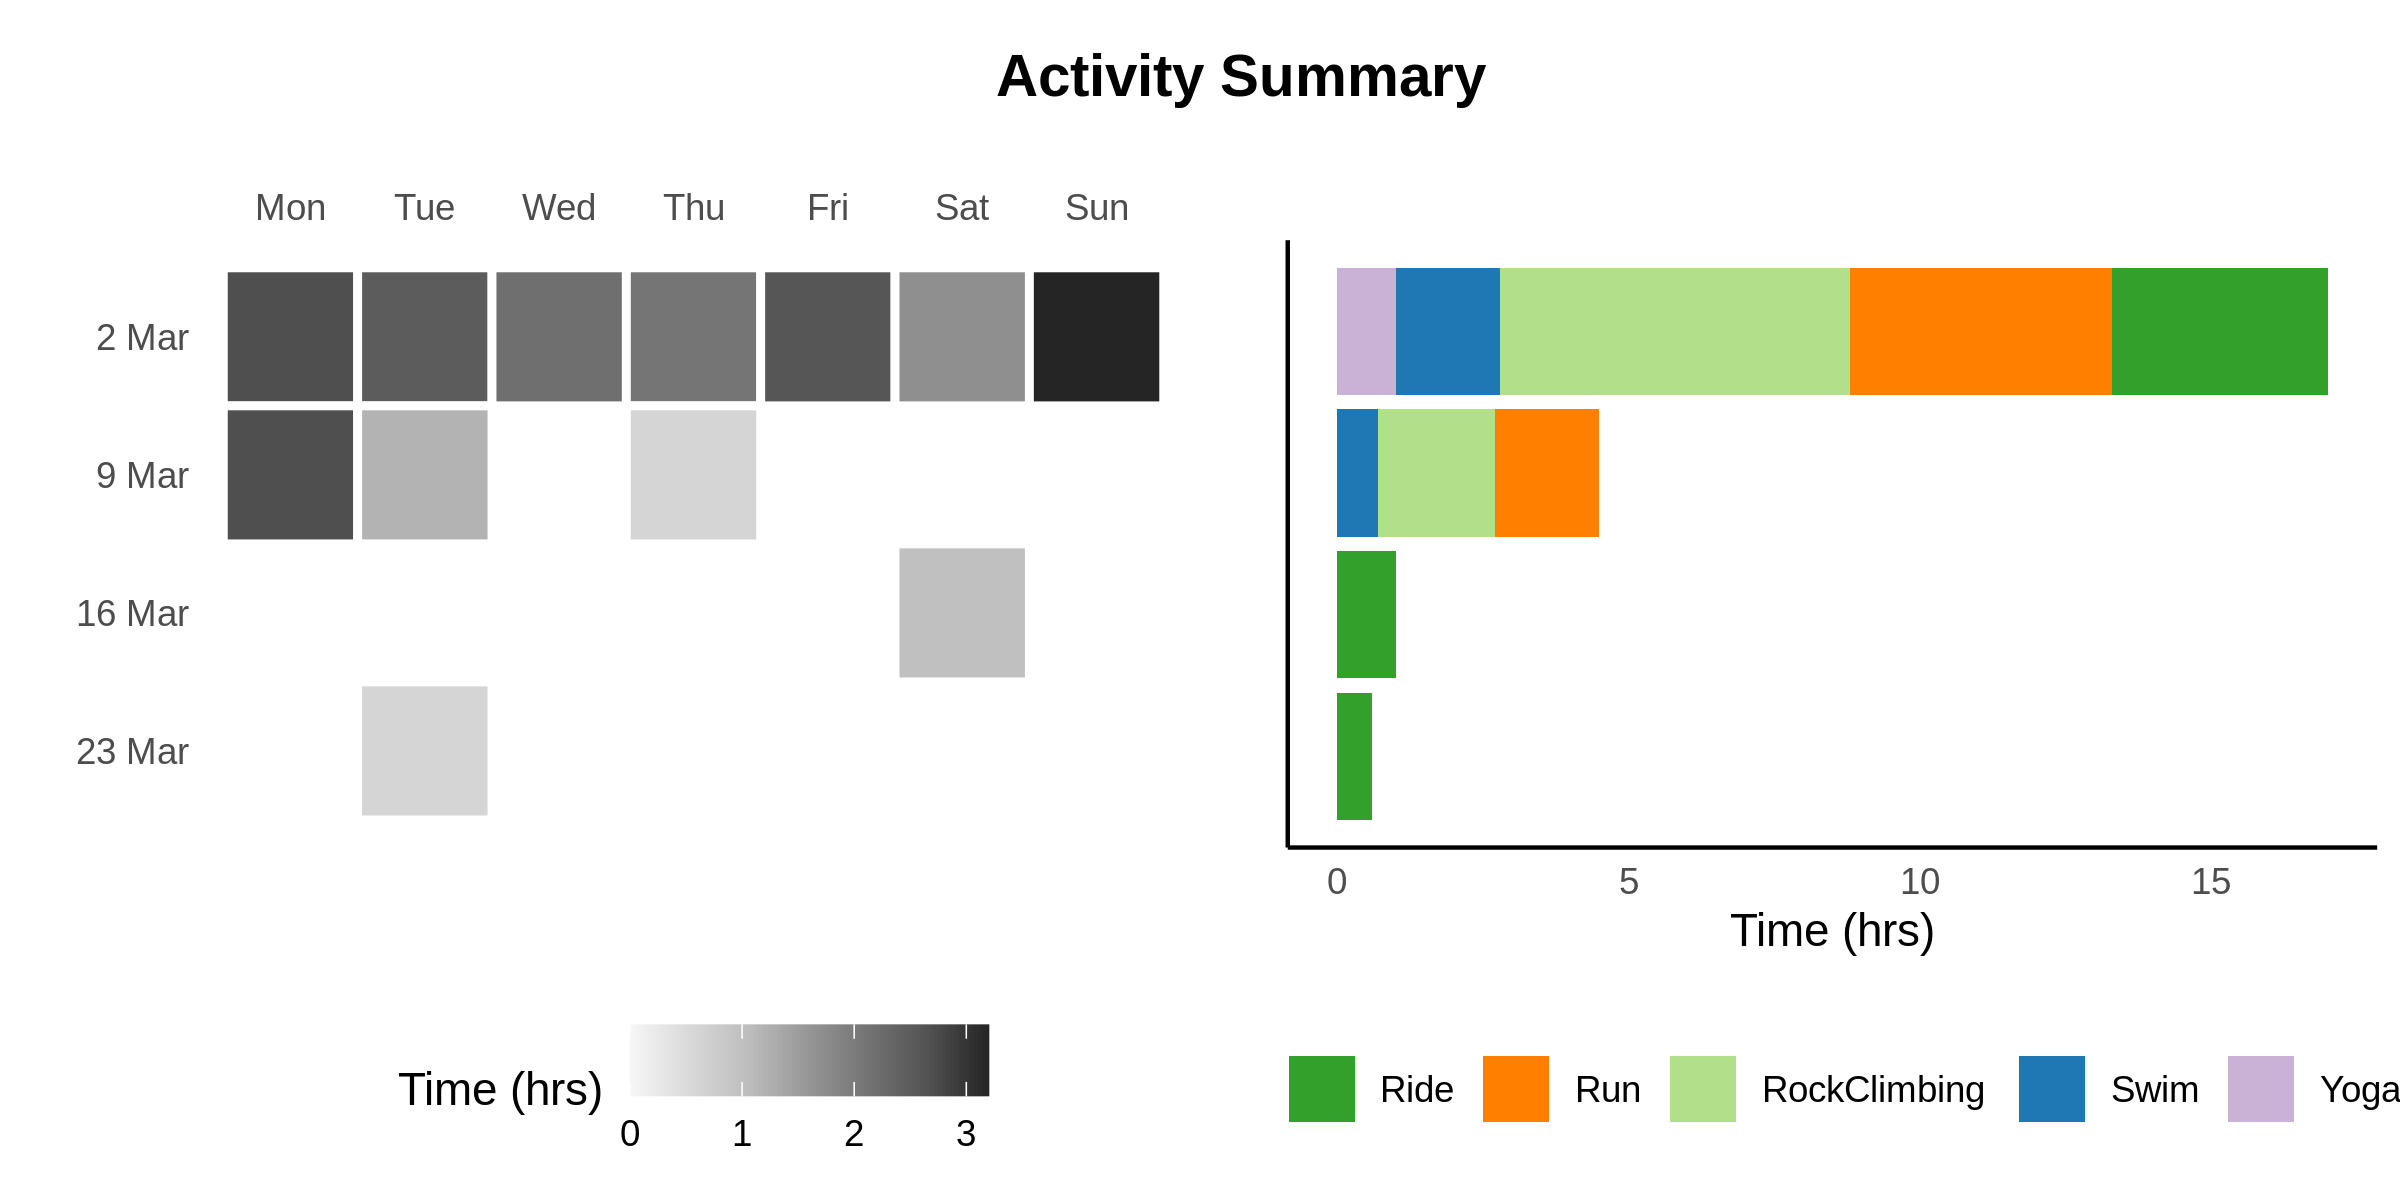 Activity Summary
Mon Tue Wed Thu Fri Sat Sun
2 Mar
9 Mar
16 Mar
23 Mar
0 5 10 15
Time (hrs)
Time (hrs)
0 1 2 3
Ride Run RockClimbing Swim Yoga